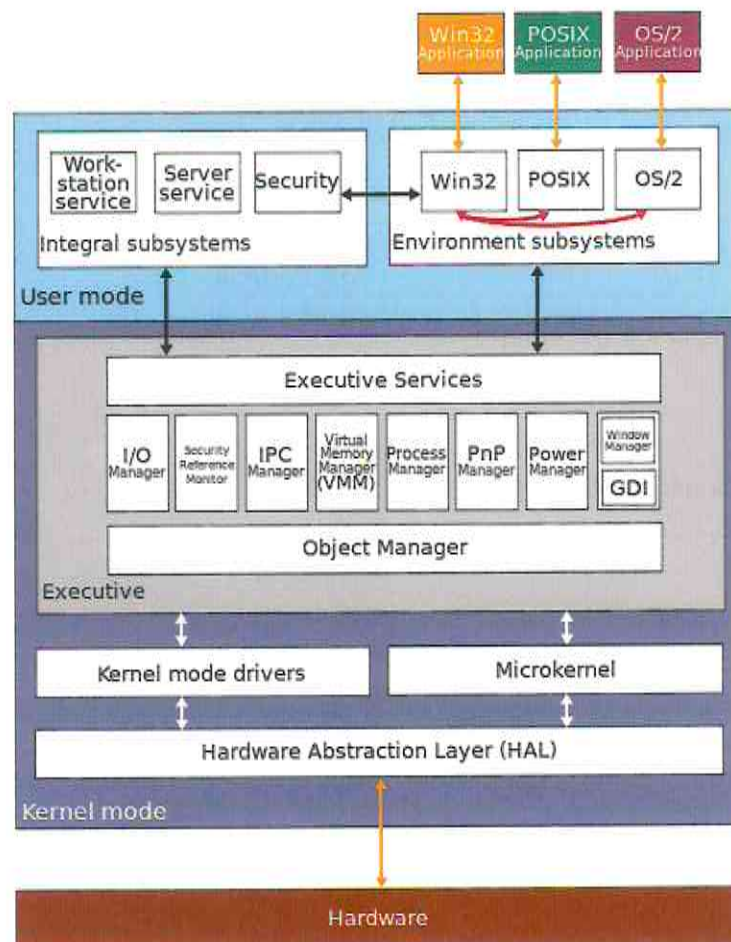 Win32
Application
POSIX
Application
OS/2
Application
Work-
station
service
Server
service
Security
Integral subsystems
Win32
POSIX
OS/2
Environment subsystems
User mode
Executive Services
I/O
Manager
Security
Reference
Monitor
IPC
Manager
Virtual
Memory
Manager
(VMM)
Process
Manager
PnP
Manager
Power
Manager
Window
Manager
GDI
Object Manager
Executive
Kernel mode drivers
Microkernel
Hardware Abstraction Layer (HAL)
Kernel mode
Hardware